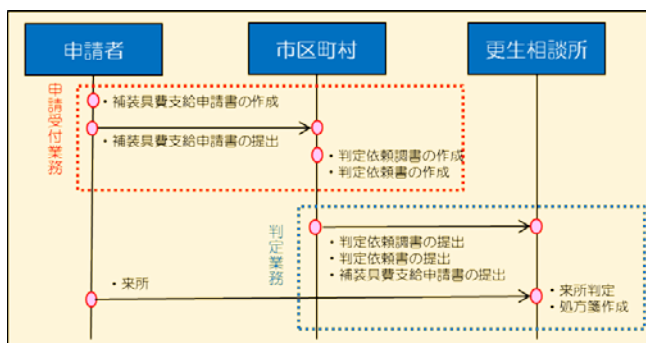 申請者
市区町村
更生相談所
申請受付業務
・補装具費支給申請書の作成
・補装具費支給申請書の提出
・判定依頼調書の作成
・判定依頼書の作成
判定業務
・判定依頼調書の提出
・判定依頼書の提出
・補装具費支給申請書の提出
・来所
・来所判定
・処方箋作成